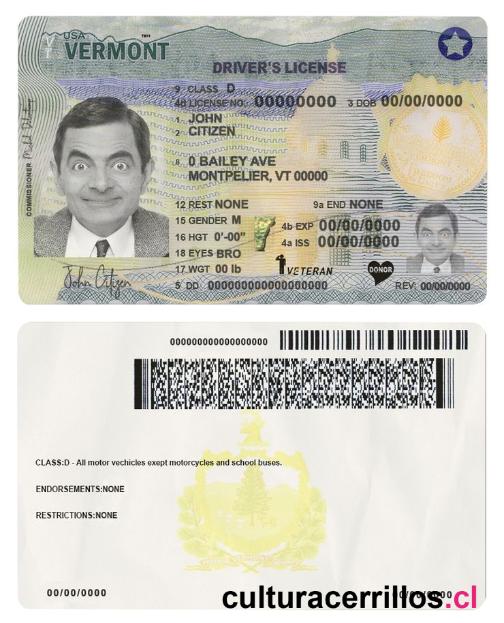 USA
VERMONT
DRIVER'S LICENSE
9 CLASS D
4d LICENSE NO. 00000000 3 DOB 00/00/0000
1 JOHN
2 CITIZEN
8 0 BAILEY AVE
MONTPELIER, VT 00000
12 REST NONE 9a END NONE
15 GENDER M 4b EXP 00/00/0000
16 HGT 0'-00" 4a ISS 00/00/0000
18 EYES BRO
17 WGT 00 lb VETERAN DONOR
5 DD 0000000000000000000 REV: 00/00/0000
COMMISSIONER
John Citizen
000000000000000000
CLASS:D - All motor vechicles exept motorcycles and school buses.
ENDORSEMENTS:NONE
RESTRICTIONS:NONE
00/00/0000 00/00/0000
culturacerrillos.cl